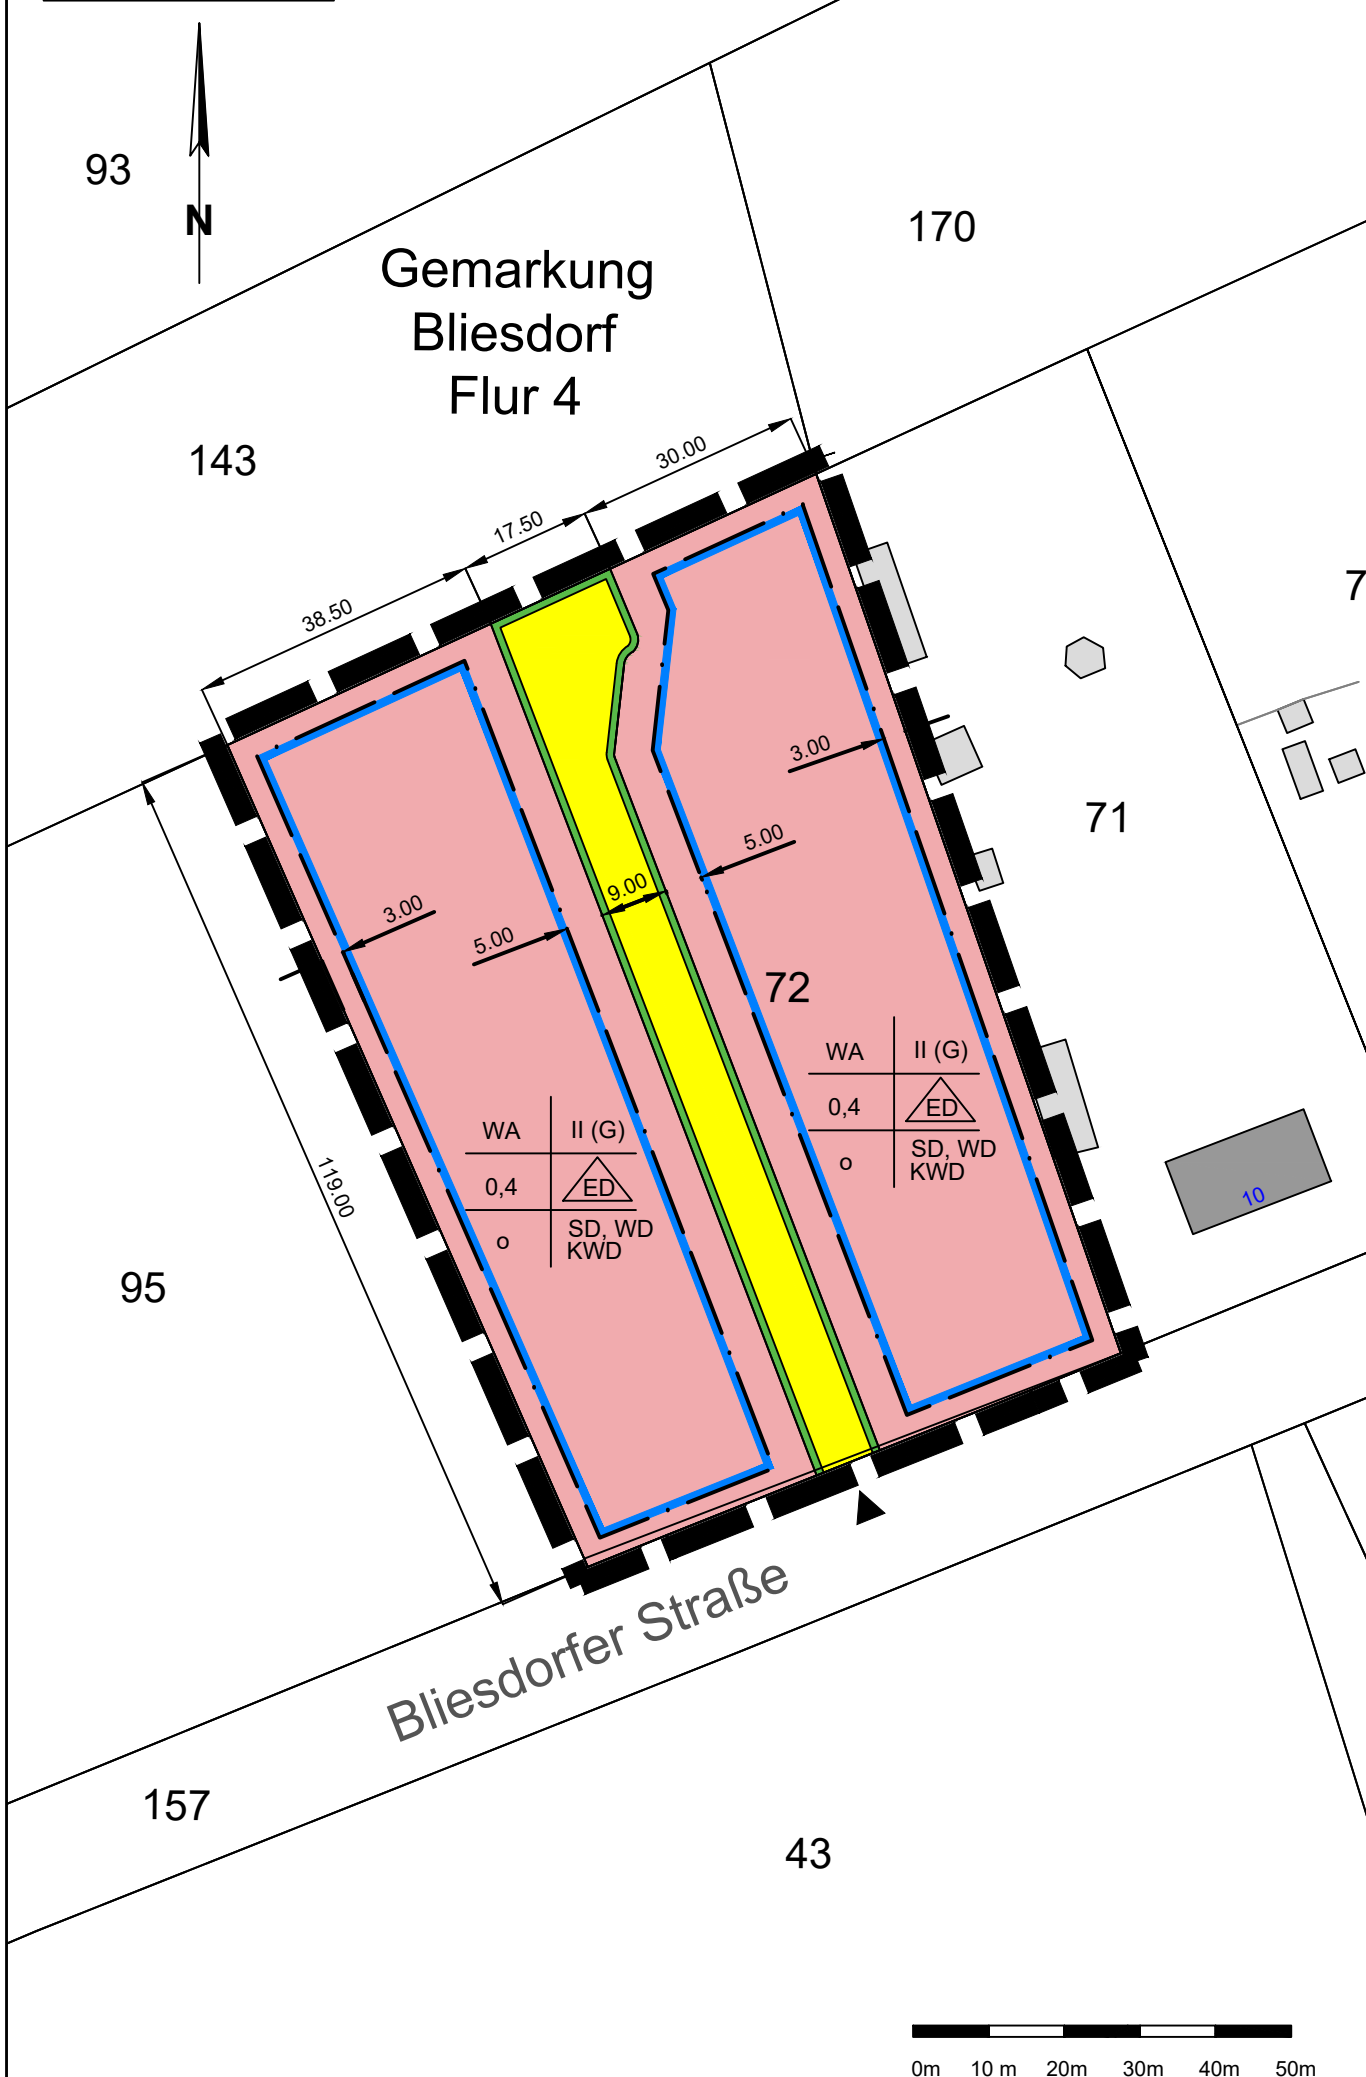 93
N
170
Gemarkung
Bliesdorf
Flur 4
143
30.00
17.50
38.50
7
3.00
71
5.00
9.00
3.00
5.00
72
WA II (G)
0,4 ED
o SD, WD
KWD
WA II (G)
0,4 ED
o SD, WD
KWD
119.00
10
95
Bliesdorfer Straße
157
43
0m 10 m 20m 30m 40m 50m